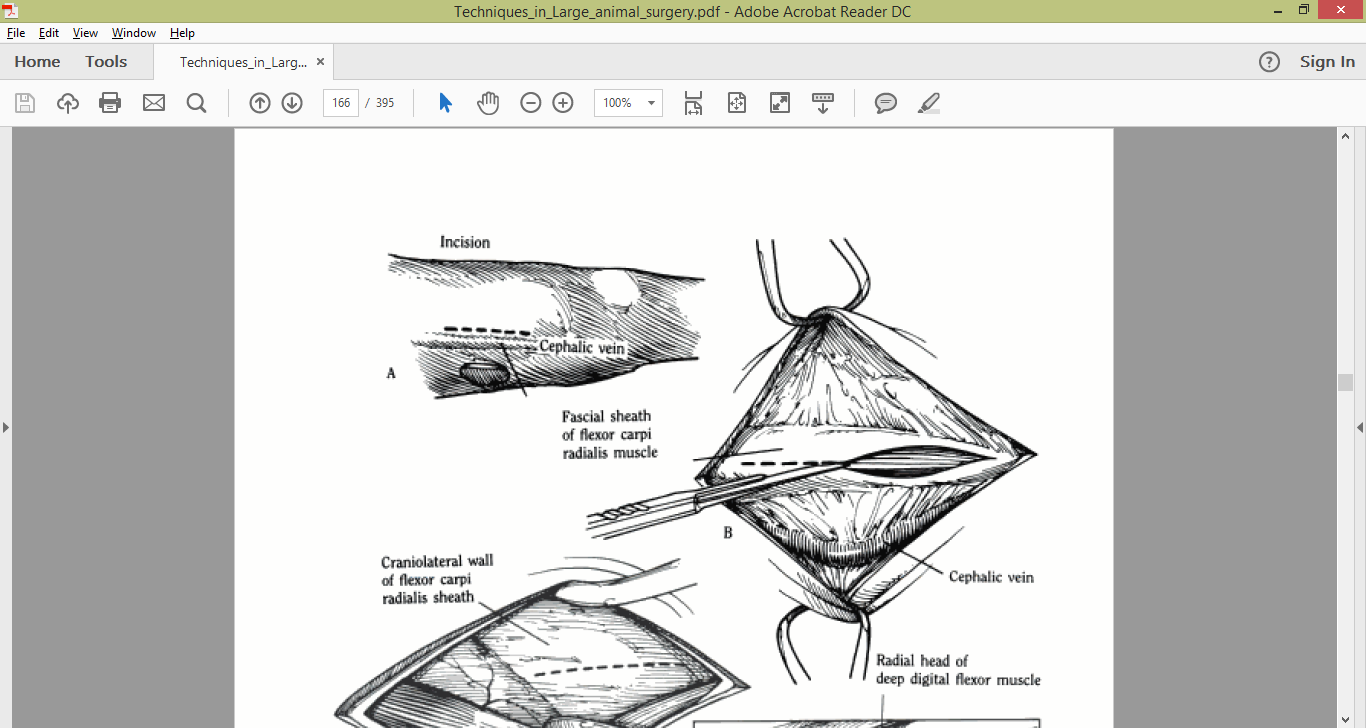 Techniques_in_Large_animal_surgery.pdf - Adobe Acrobat Reader DC
File Edit View Window Help
Home Tools Techniques_in_Larg... × ? Sign In
166 / 395 100%
Incision
Cephalic vein
A
Fascial sheath
of flexor carpi
radialis muscle
B
Cephalic vein
Craniolateral wall
of flexor carpi
radialis sheath
Radial head of
deep digital flexor muscle